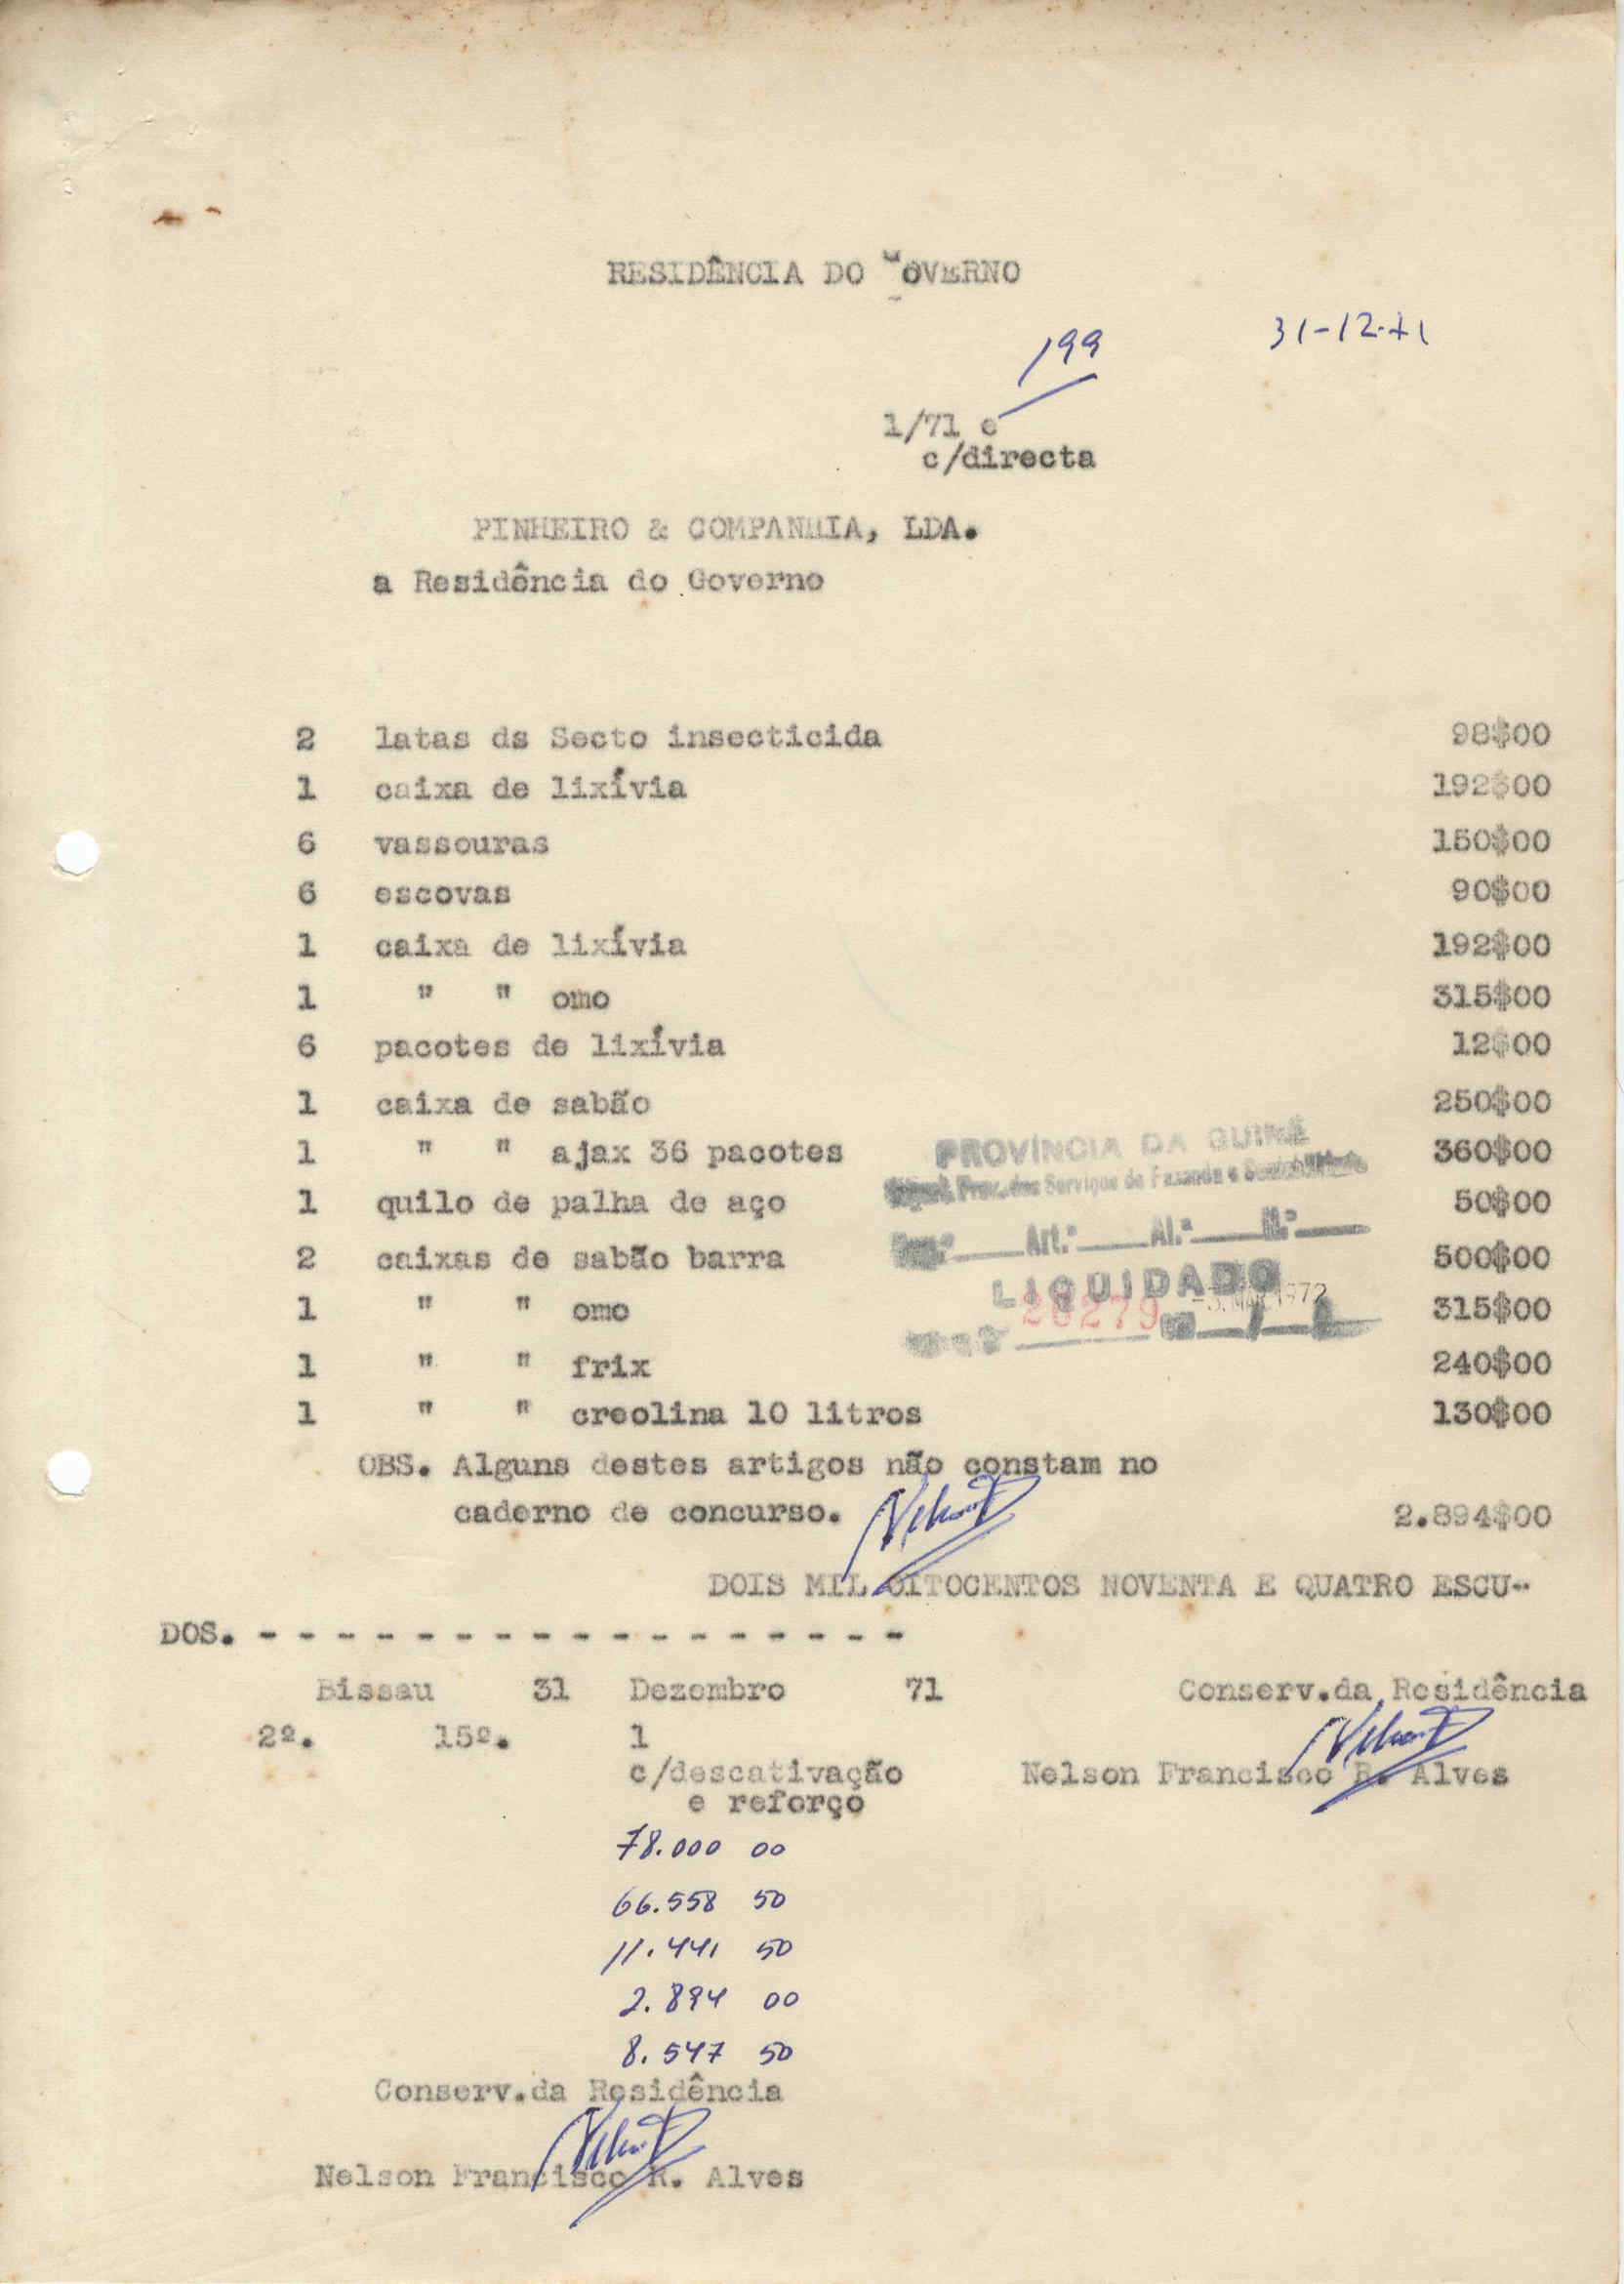 RESIDÊNCIA DO GOVERNO
31-12-71
199
1/71 e
c/directa
PINHEIRO & COMPANHIA, LDA.
a Residência do Governo
2 latas ds Secto insecticida 98$00
1 caixa de lixívia 192$00
6 vassouras 150$00
6 escovas 90$00
1 caixa de lixívia 192$00
1 " " omo 315$00
6 pacotes de lixívia 12$00
1 caixa de sabão 250$00
1 " " ajax 36 pacotes 360$00
1 quilo de palha de aço 50$00
2 caixas de sabão barra 500$00
1 " " omo 315$00
1 " " frix 240$00
1 " " creolina 10 litros 130$00
PROVÍNCIA DA GUINÉ
Prov. dos Serviços de Fazenda e
Art.º Al.ª N.º
LIQUIDADO
26279 -3. MAR 1972
OBS. Alguns destes artigos não constam no
caderno de concurso. 2.894$00
DOIS MIL OITOCENTOS NOVENTA E QUATRO ESCU-
DOS. - - - - - - - - - - - - - - - - -
Bissau 31 Dezembro 71 Conserv.da Residência
2º. 15º. 1
c/descativação Nelson Francisco R. Alves
e reforço
78.000 00
66.558 50
11.441 50
2.894 00
8.547 50
Conserv.da Residência
Nelson Francisco R. Alves